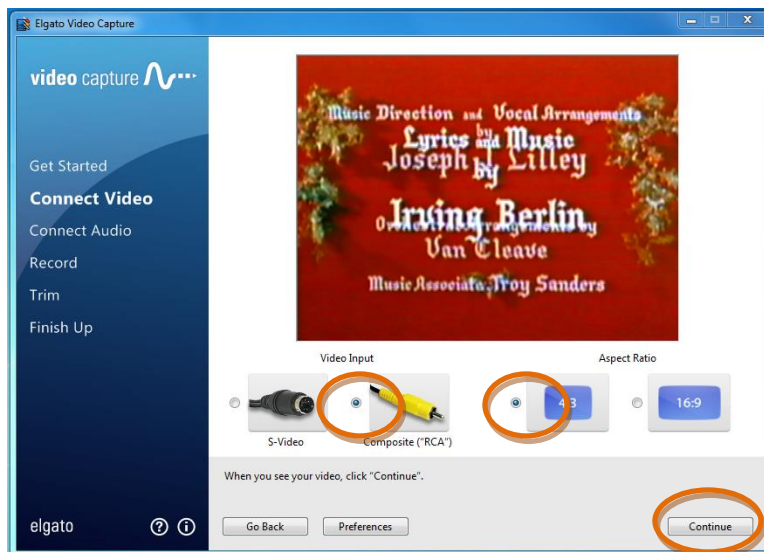 Elgato Video Capture
video capture
Get Started
Connect Video
Connect Audio
Record
Trim
Finish Up
elgato
Music Direction and Vocal Arrangements
by
Lyrics and Music
Joseph J. Lilley
by
Irving Berlin
by
Van Cleave
Music Associate, Troy Sanders
Video Input
Aspect Ratio
4:3
16:9
S-Video
Composite ("RCA")
When you see your video, click "Continue".
Go Back
Preferences
Continue